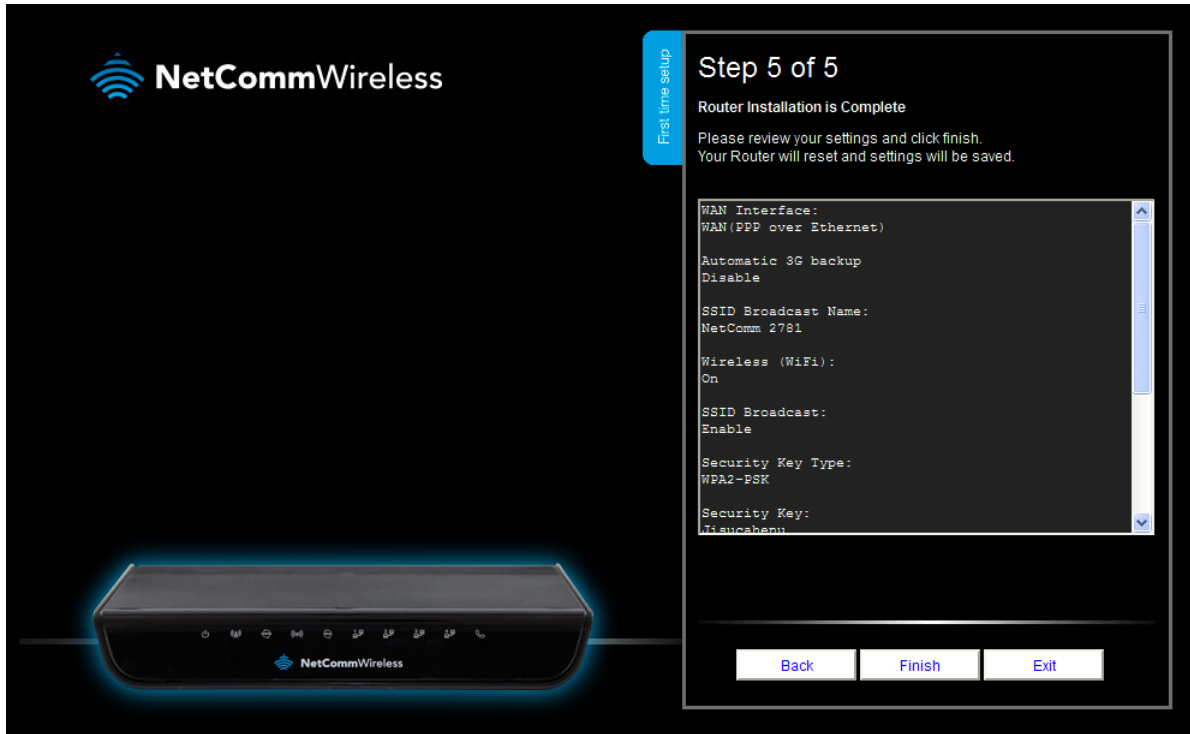 NetCommWireless
First time setup
Step 5 of 5
Router Installation is Complete
Please review your settings and click finish.
Your Router will reset and settings will be saved.
WAN Interface:
WAN(PPP over Ethernet)
Automatic 3G backup
Disable
SSID Broadcast Name:
NetComm 2781
Wireless (WiFi):
On
SSID Broadcast:
Enable
Security Key Type:
WPA2-PSK
Security Key:
Jisucahenu
NetCommWireless
Back
Finish
Exit